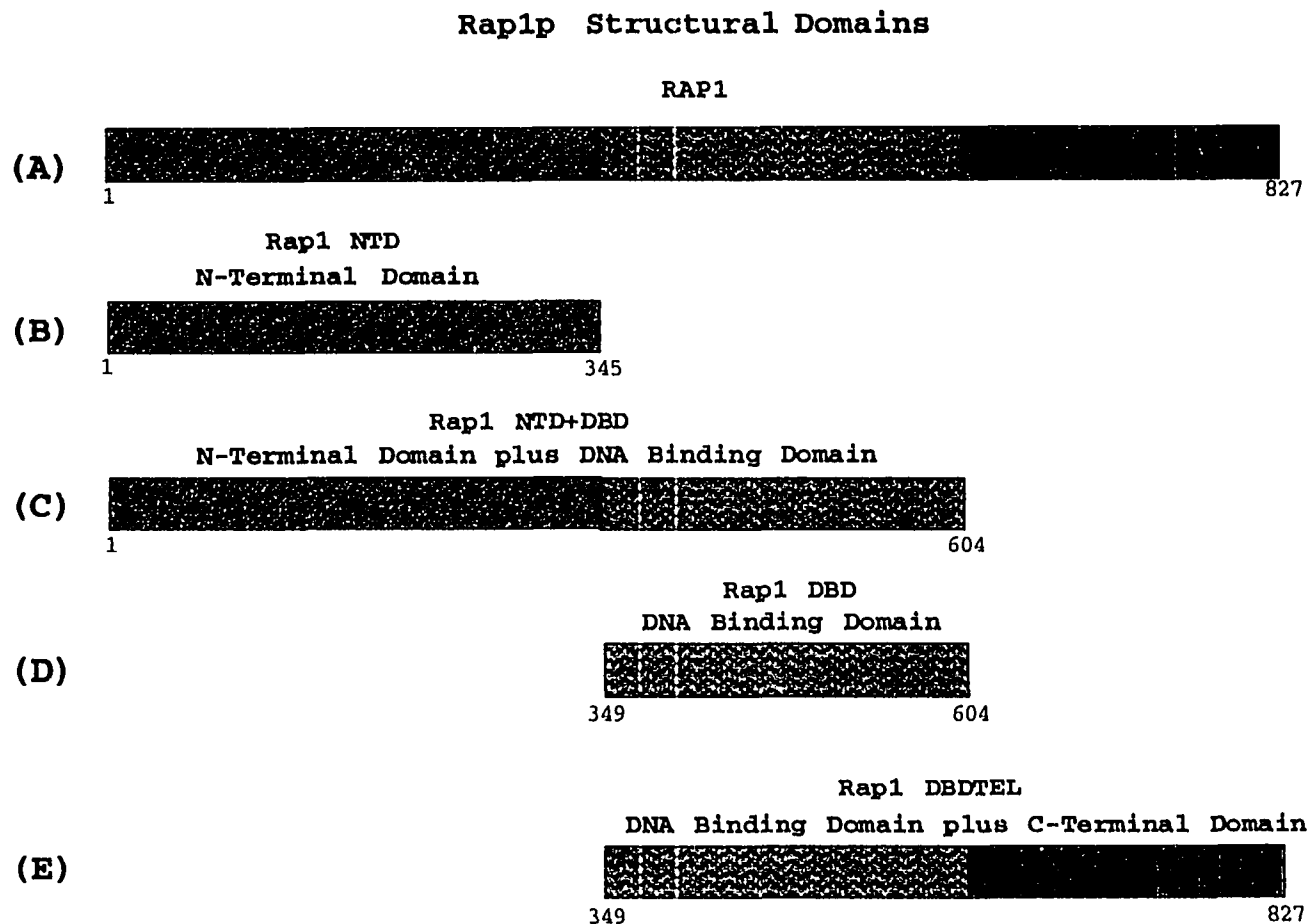 Rap1p Structural Domains
RAP1
(A)
1 827
Rap1 NTD
N-Terminal Domain
(B)
1 345
Rap1 NTD+DBD
N-Terminal Domain plus DNA Binding Domain
(C)
1 604
Rap1 DBD
DNA Binding Domain
(D)
349 604
Rap1 DBDTEL
DNA Binding Domain plus C-Terminal Domain
(E)
349 827